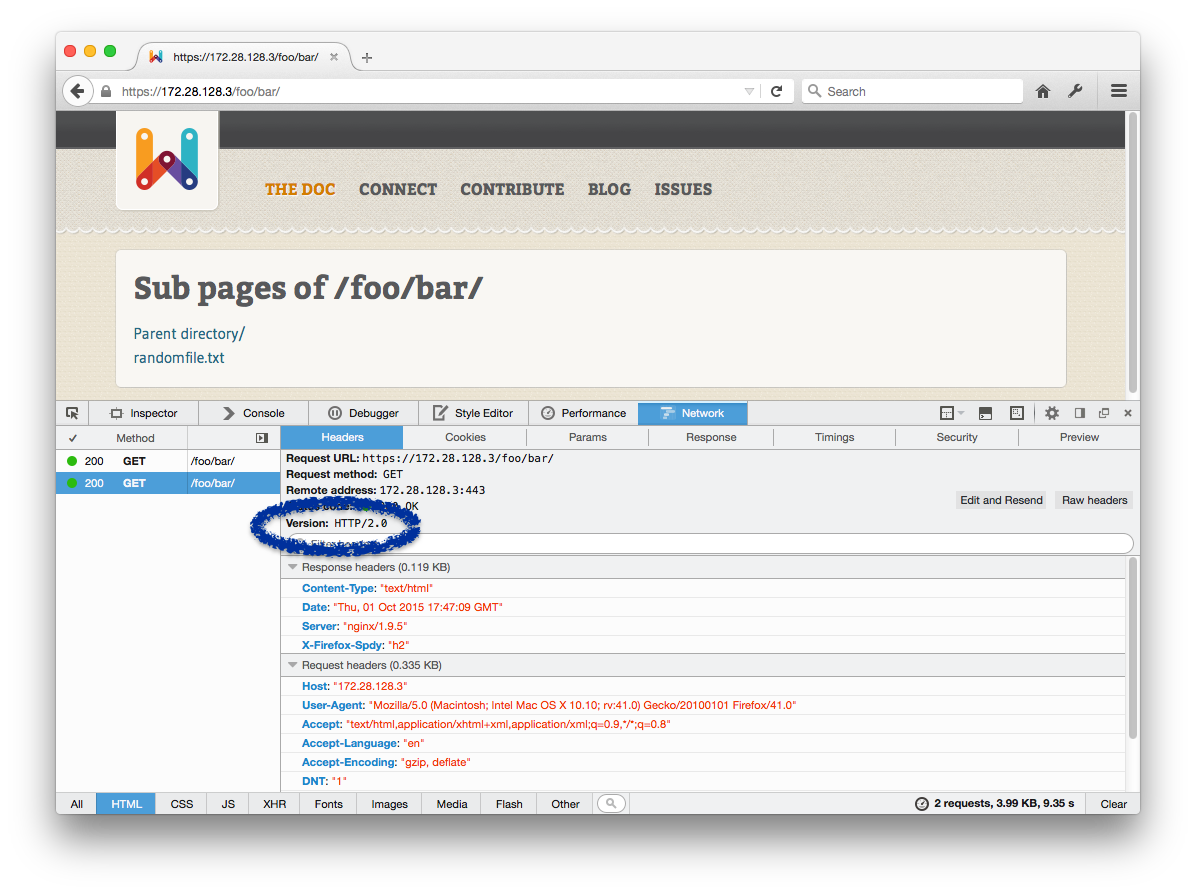 https://172.28.128.3/foo/bar/
https://172.28.128.3/foo/bar/ Search
THE DOC CONNECT CONTRIBUTE BLOG ISSUES
Sub pages of /foo/bar/
Parent directory/
randomfile.txt
Inspector Console Debugger Style Editor Performance Network
Method Headers Cookies Params Response Timings Security Preview
200 GET /foo/bar/
200 GET /foo/bar/
Request URL: https://172.28.128.3/foo/bar/
Request method: GET
Remote address: 172.28.128.3:443
code: OK
Edit and Resend Raw headers
Version: HTTP/2.0
Response headers (0.119 KB)
Content-Type: "text/html"
Date: "Thu, 01 Oct 2015 17:47:09 GMT"
Server: "nginx/1.9.5"
X-Firefox-Spdy: "h2"
Request headers (0.335 KB)
Host: "172.28.128.3"
User-Agent: "Mozilla/5.0 (Macintosh; Intel Mac OS X 10.10; rv:41.0) Gecko/20100101 Firefox/41.0"
Accept: "text/html,application/xhtml+xml,application/xml;q=0.9,*/*;q=0.8"
Accept-Language: "en"
Accept-Encoding: "gzip, deflate"
DNT: "1"
All HTML CSS JS XHR Fonts Images Media Flash Other 2 requests, 3.99 KB, 9.35 s Clear